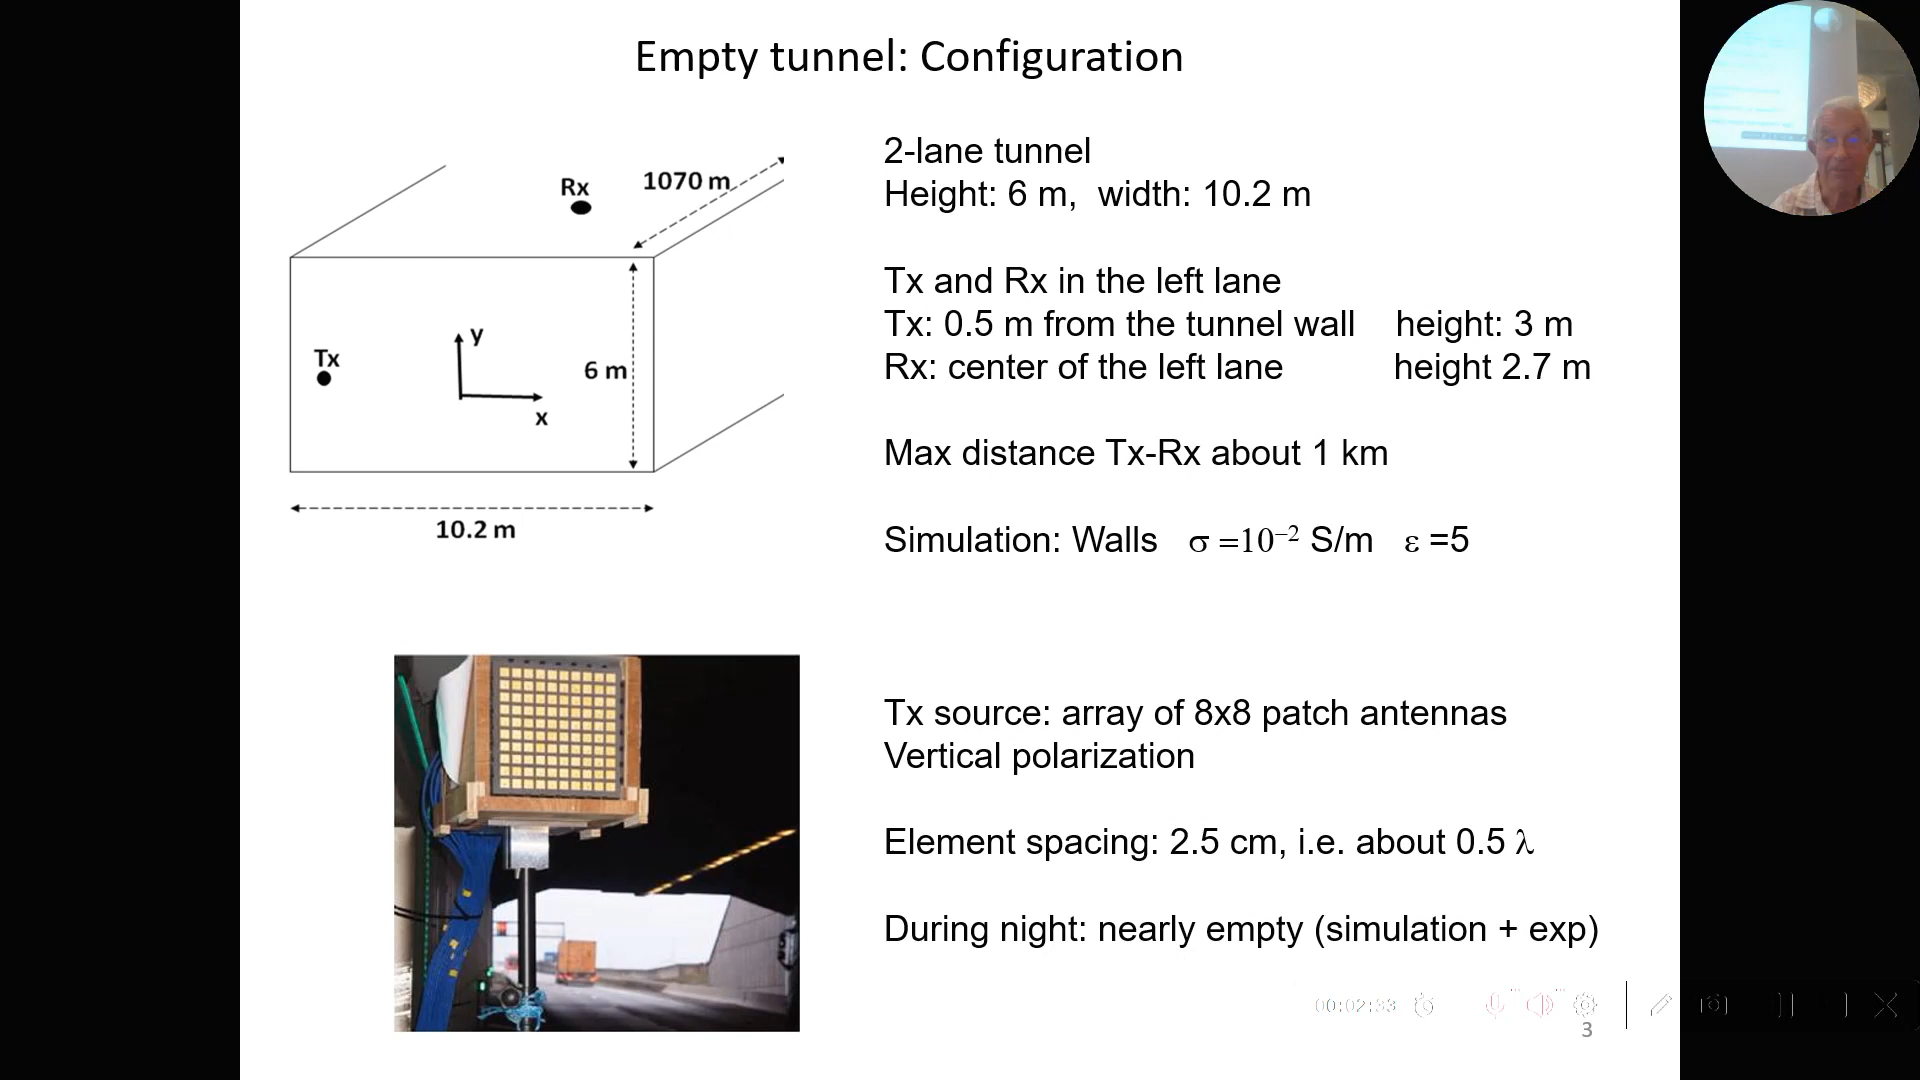 Empty tunnel: Configuration
Rx
1070 m
Tx
y
x
6 m
10.2 m
2-lane tunnel
Height: 6 m, width: 10.2 m
Tx and Rx in the left lane
Tx: 0.5 m from the tunnel wall height: 3 m
Rx: center of the left lane height 2.7 m
Max distance Tx-Rx about 1 km
Simulation: Walls σ =10⁻² S/m ε =5
Tx source: array of 8x8 patch antennas
Vertical polarization
Element spacing: 2.5 cm, i.e. about 0.5 λ
During night: nearly empty (simulation + exp)
00:02:33
3